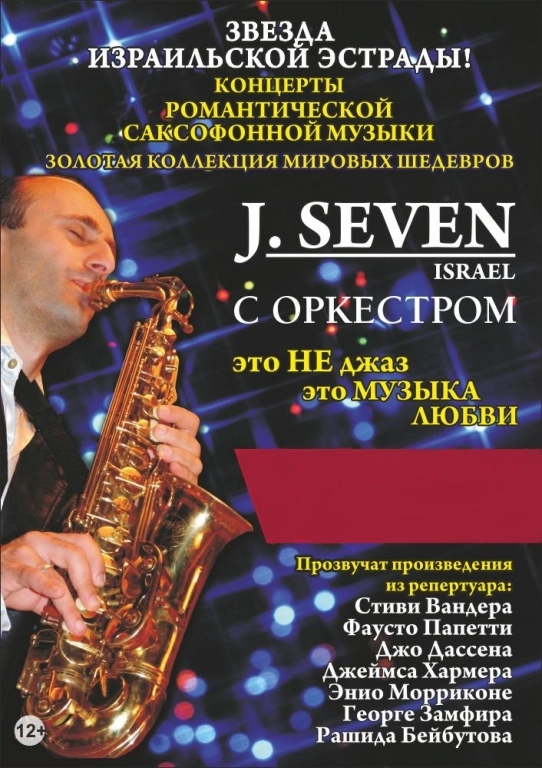 ЗВЕЗДА
ИЗРАИЛЬСКОЙ ЭСТРАДЫ!
КОНЦЕРТЫ
РОМАНТИЧЕСКОЙ
САКСОФОННОЙ МУЗЫКИ
ЗОЛОТАЯ КОЛЛЕКЦИЯ МИРОВЫХ ШЕДЕВРОВ
J. SEVEN
ISRAEL
С ОРКЕСТРОМ
это НЕ джаз
это МУЗЫКА
ЛЮБВИ
Прозвучат произведения
из репертуара:
Стиви Вандера
Фаусто Папетти
Джо Дассена
Джеймса Хармера
Энио Морриконе
Георге Замфира
Рашида Бейбутова
12+